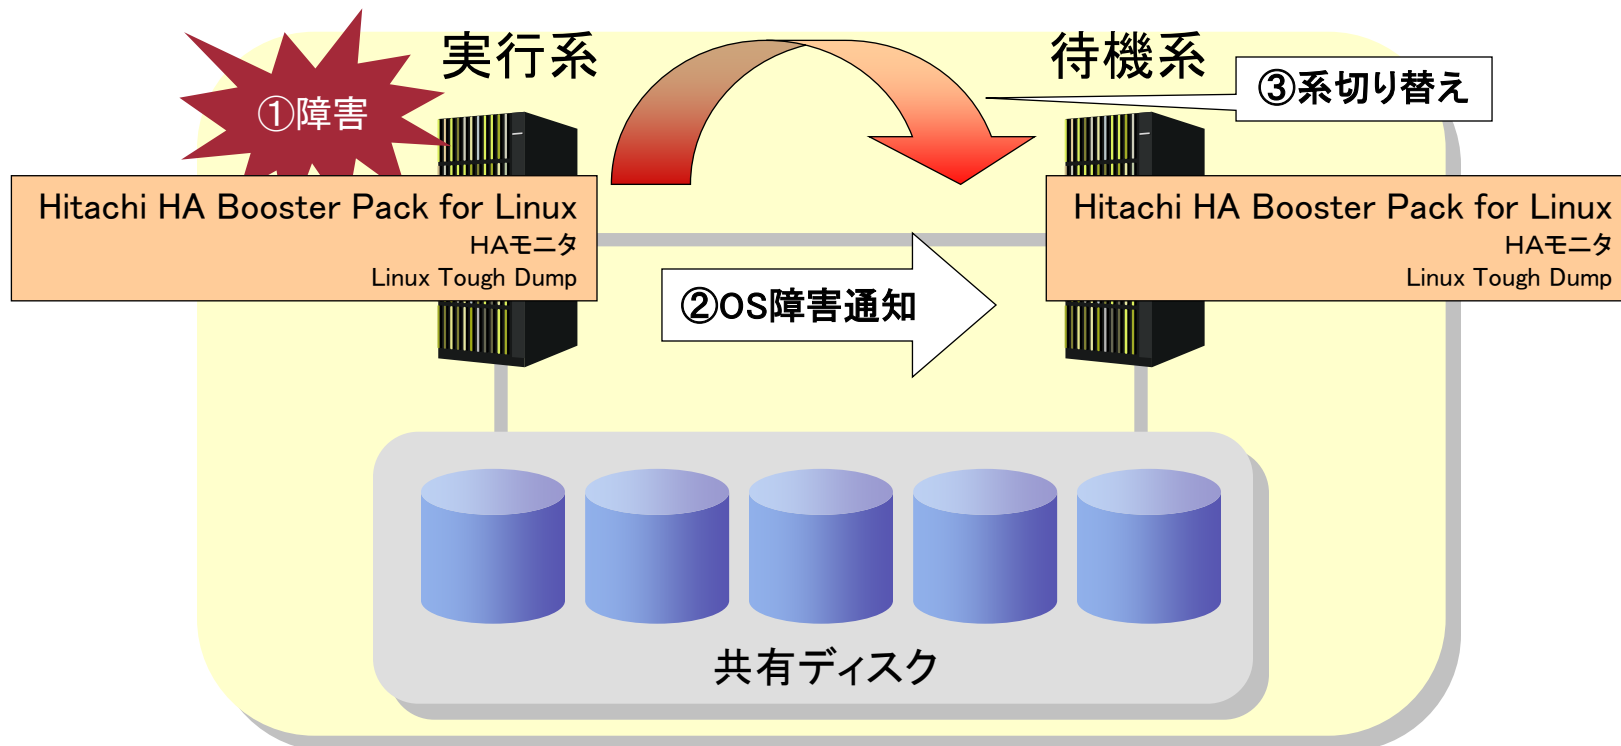 実行系
待機系
①障害
③系切り替え
Hitachi HA Booster Pack for Linux
HAモニタ
Linux Tough Dump
Hitachi HA Booster Pack for Linux
HAモニタ
Linux Tough Dump
②OS障害通知
共有ディスク